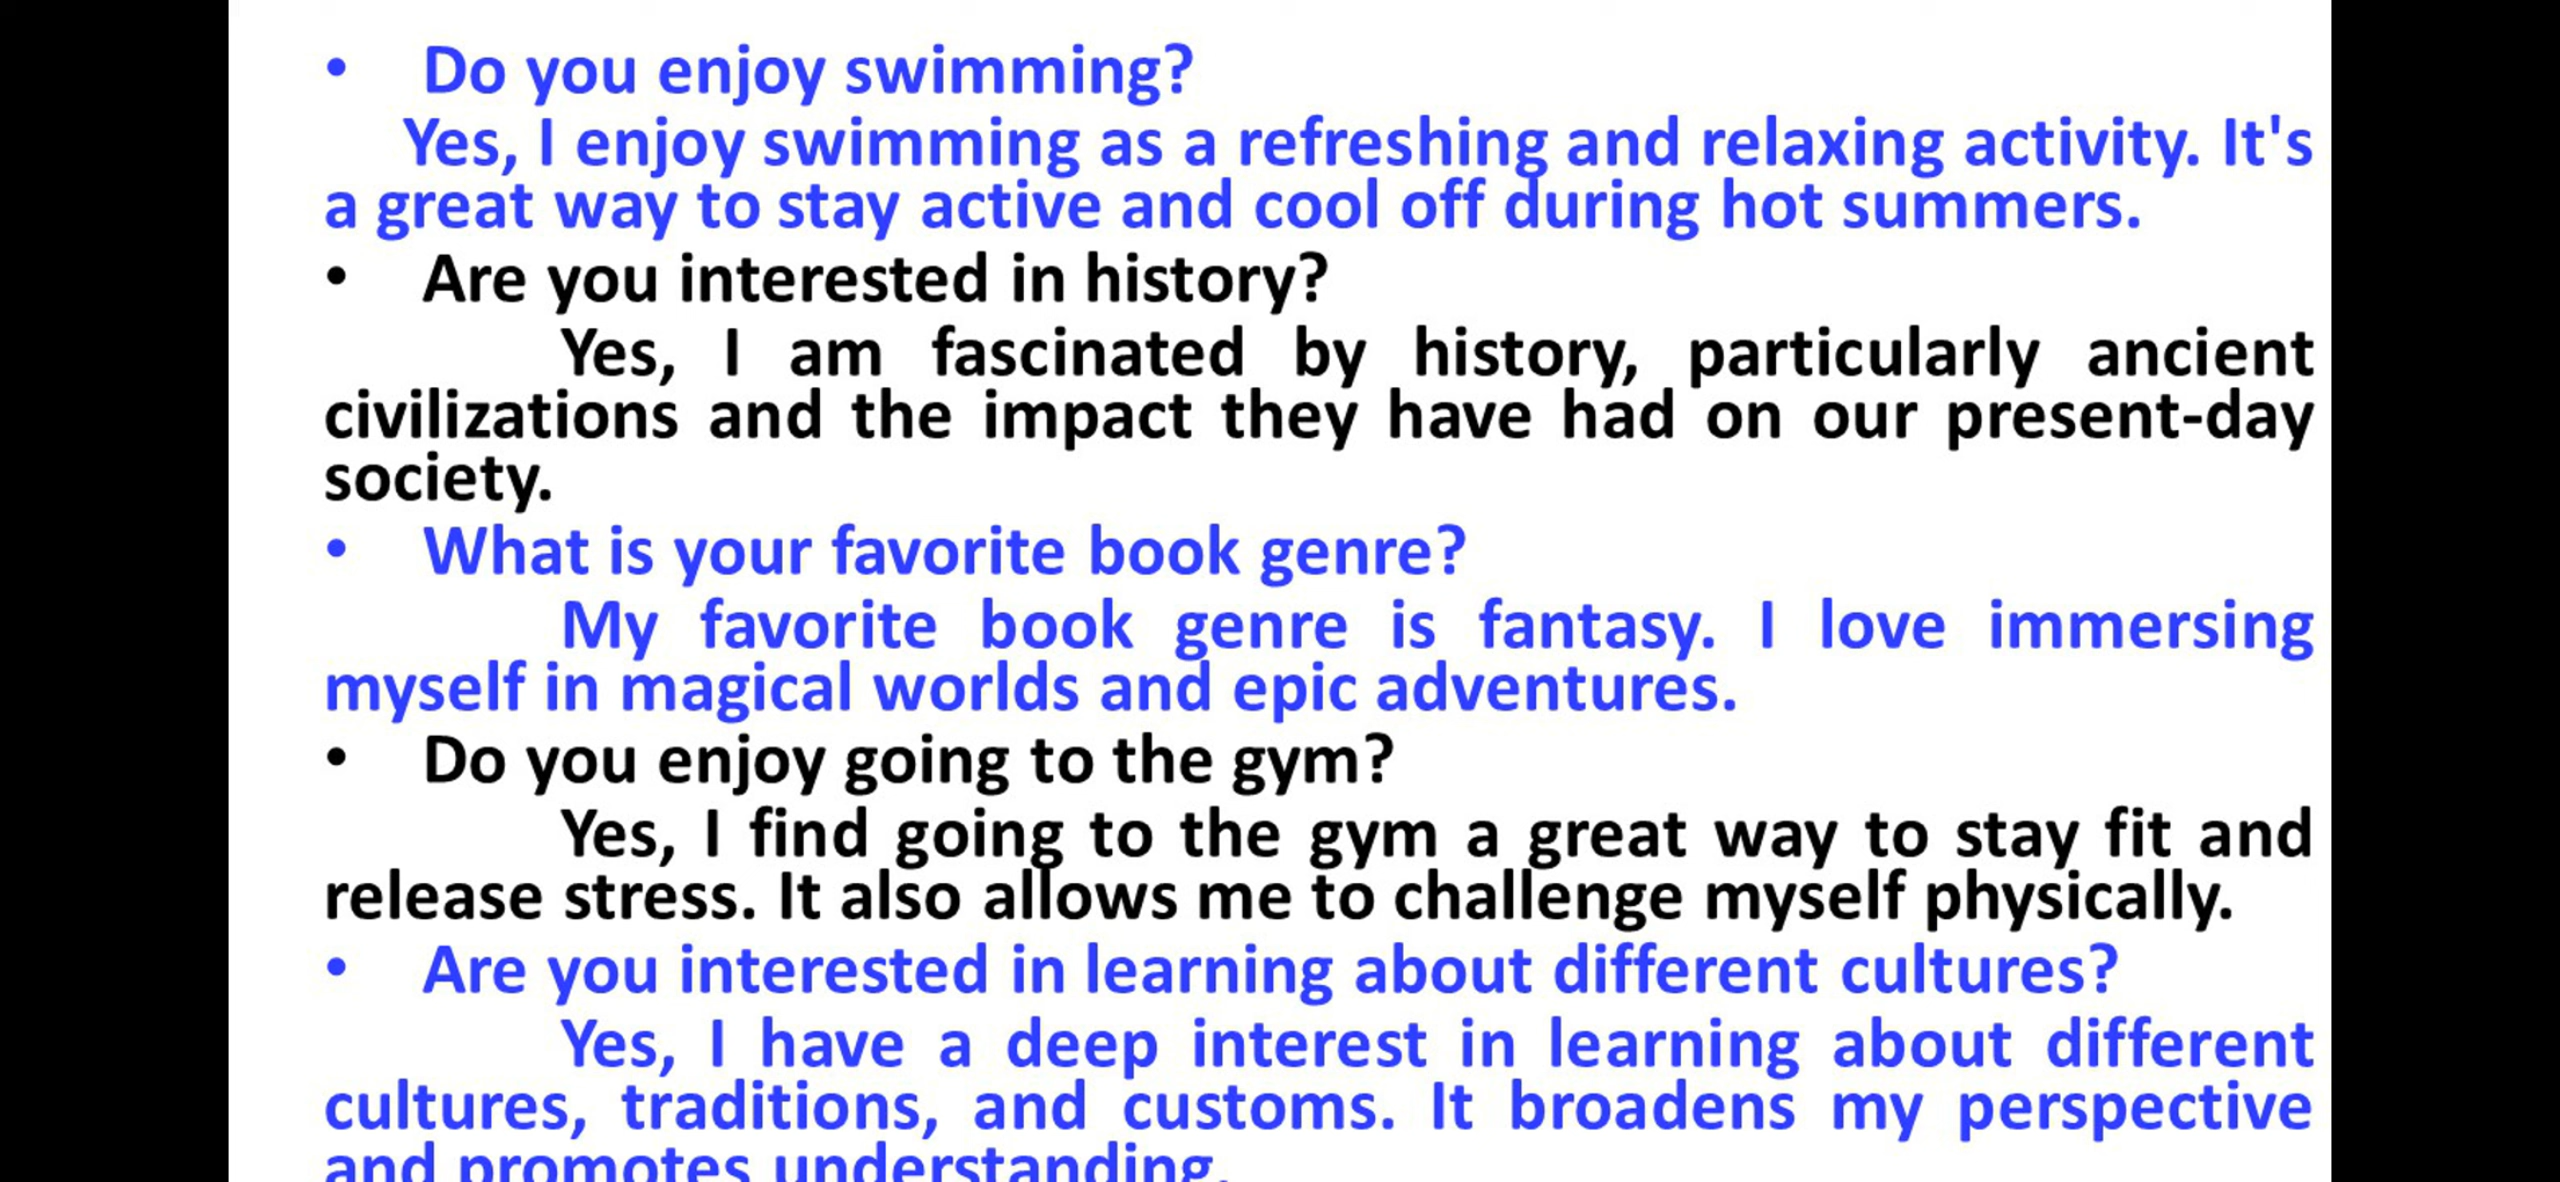 • Do you enjoy swimming?
Yes, I enjoy swimming as a refreshing and relaxing activity. It's
a great way to stay active and cool off during hot summers.
• Are you interested in history?
Yes, I am fascinated by history, particularly ancient
civilizations and the impact they have had on our present-day
society.
• What is your favorite book genre?
My favorite book genre is fantasy. I love immersing
myself in magical worlds and epic adventures.
• Do you enjoy going to the gym?
Yes, I find going to the gym a great way to stay fit and
release stress. It also allows me to challenge myself physically.
• Are you interested in learning about different cultures?
Yes, I have a deep interest in learning about different
cultures, traditions, and customs. It broadens my perspective
and promotes understanding.